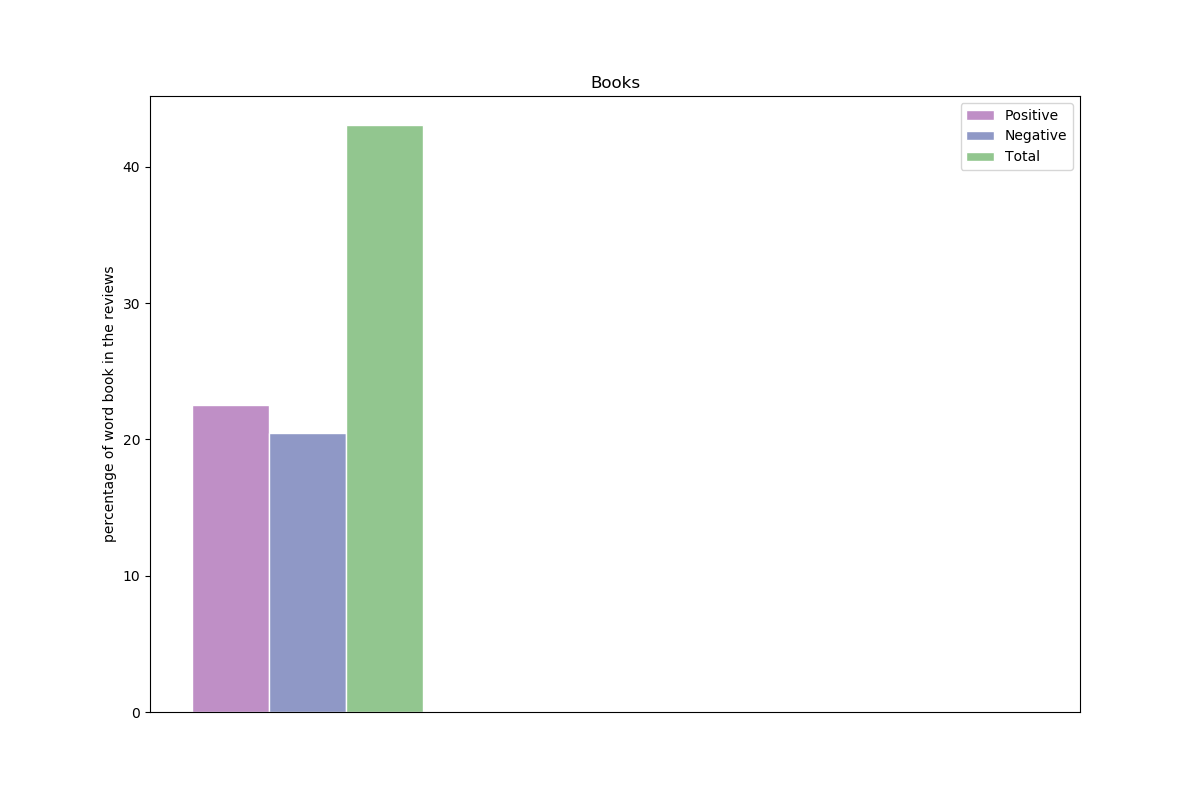 Books
Positive
Negative
Total
percentage of word book in the reviews
40
30
20
10
0